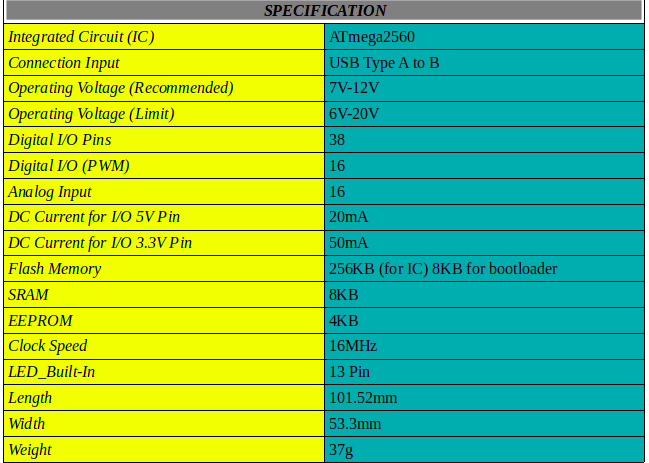 SPECIFICATION
Integrated Circuit (IC) ATmega2560
Connection Input USB Type A to B
Operating Voltage (Recommended) 7V-12V
Operating Voltage (Limit) 6V-20V
Digital I/O Pins 38
Digital I/O (PWM) 16
Analog Input 16
DC Current for I/O 5V Pin 20mA
DC Current for I/O 3.3V Pin 50mA
Flash Memory 256KB (for IC) 8KB for bootloader
SRAM 8KB
EEPROM 4KB
Clock Speed 16MHz
LED_Built-In 13 Pin
Length 101.52mm
Width 53.3mm
Weight 37g